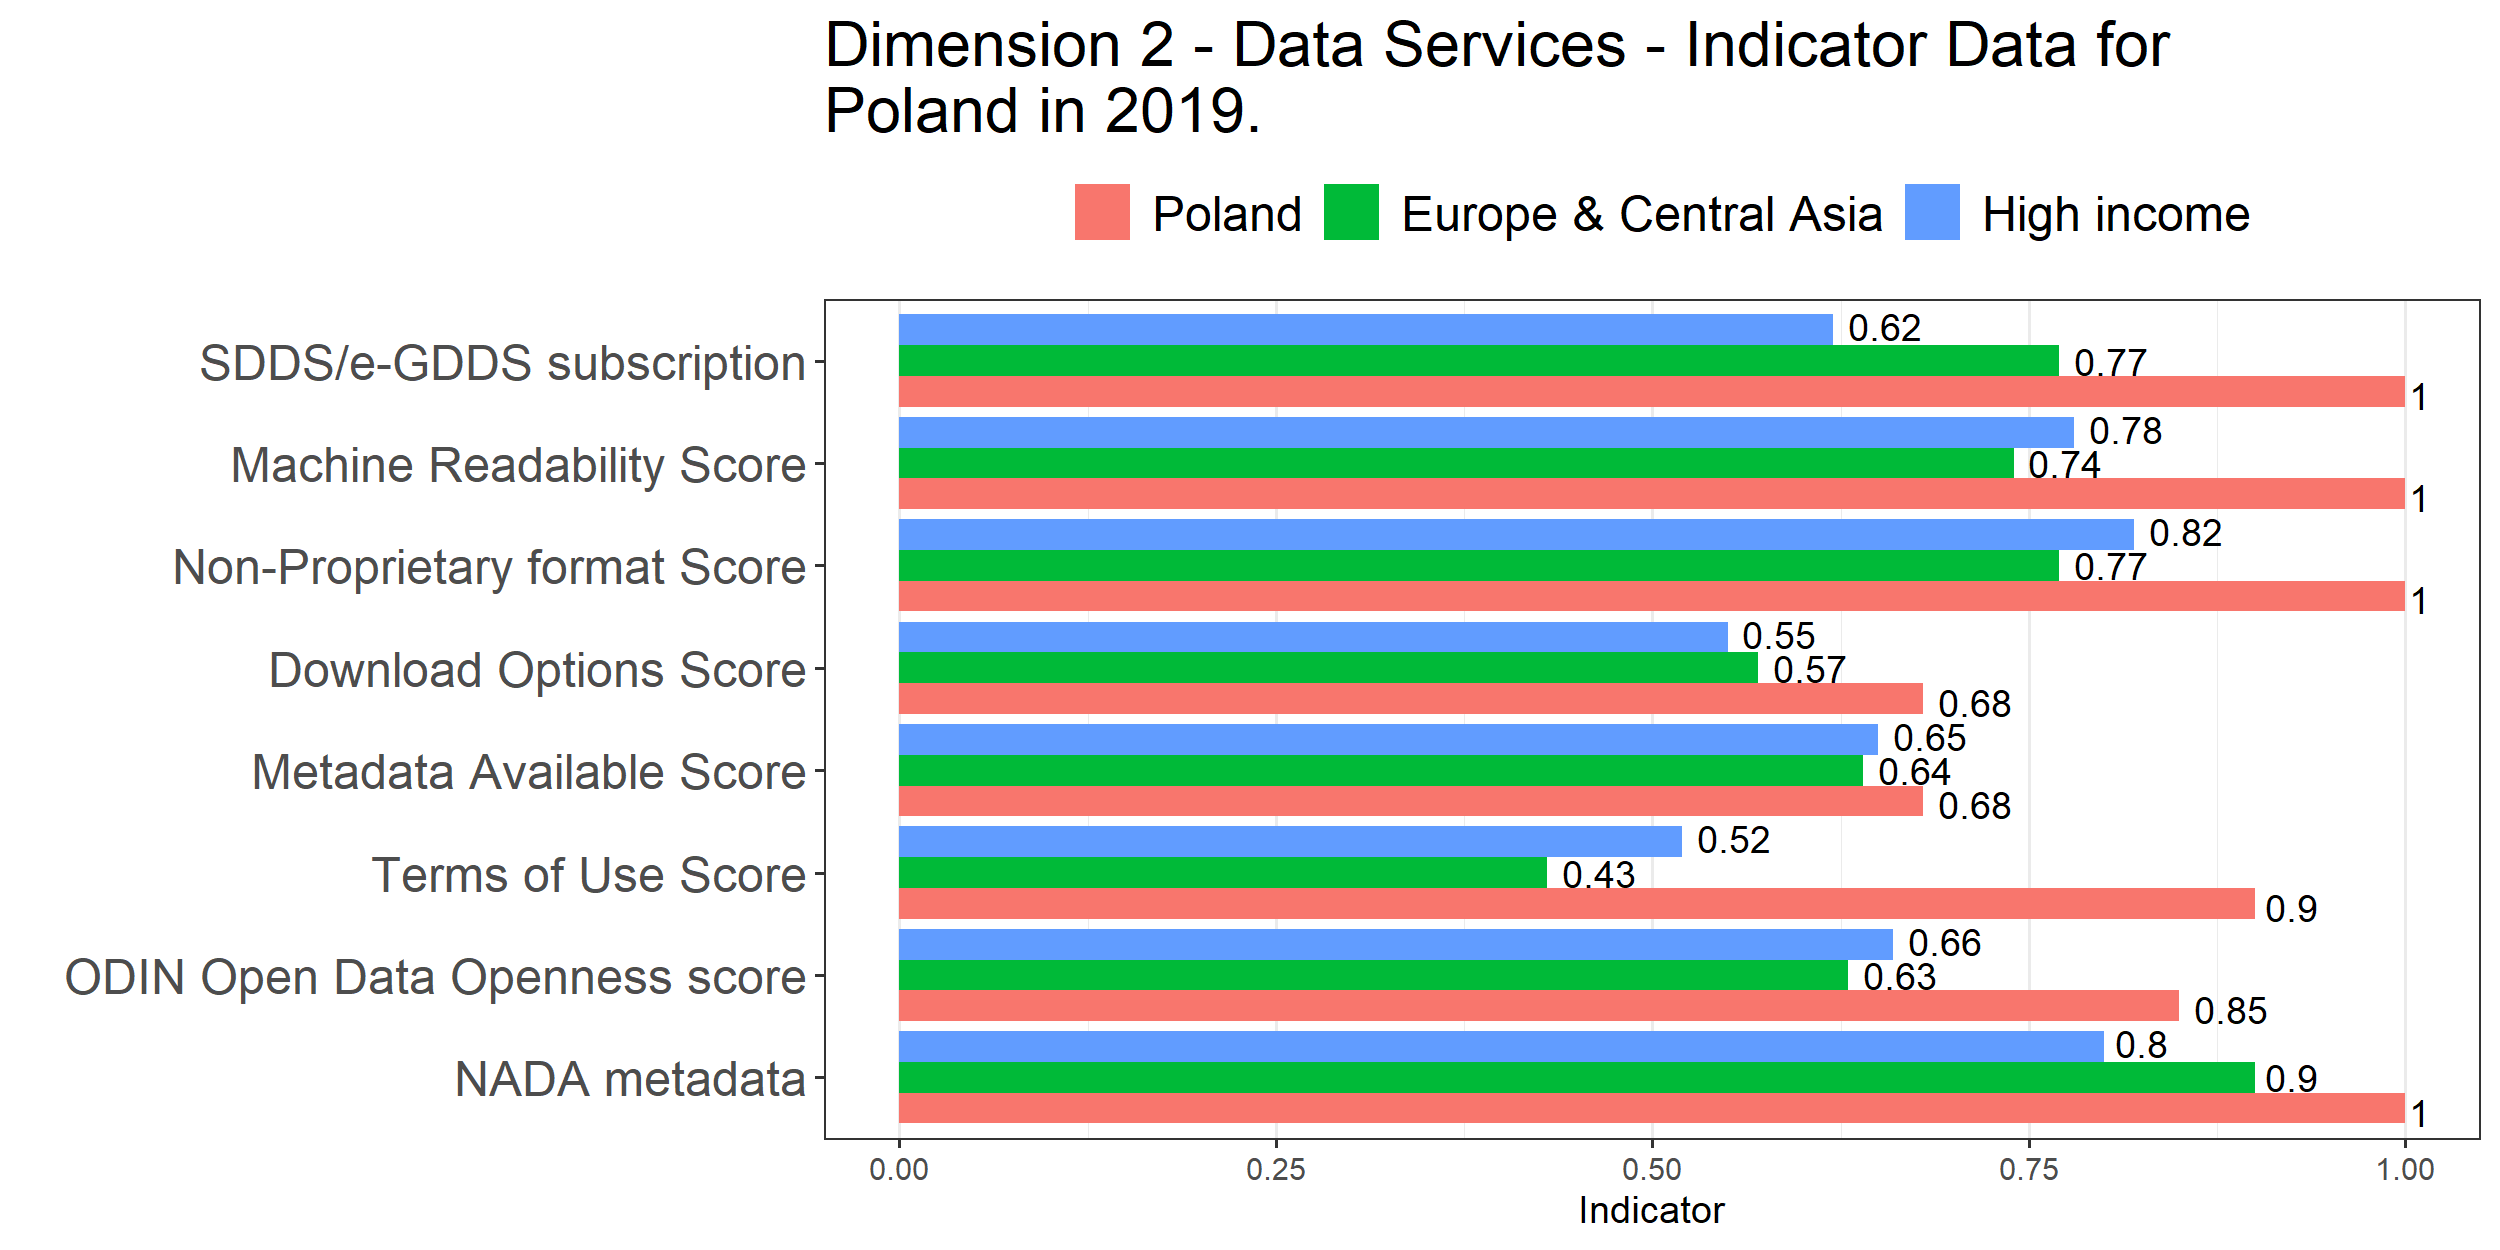 Dimension 2 - Data Services - Indicator Data for
Poland in 2019.
Poland Europe & Central Asia High income
SDDS/e-GDDS subscription
0.62
0.77
1
Machine Readability Score
0.78
0.74
1
Non-Proprietary format Score
0.82
0.77
1
Download Options Score
0.55
0.57
0.68
Metadata Available Score
0.65
0.64
0.68
Terms of Use Score
0.52
0.43
0.9
ODIN Open Data Openness score
0.66
0.63
0.85
NADA metadata
0.8
0.9
1
0.00 0.25 0.50 0.75 1.00
Indicator